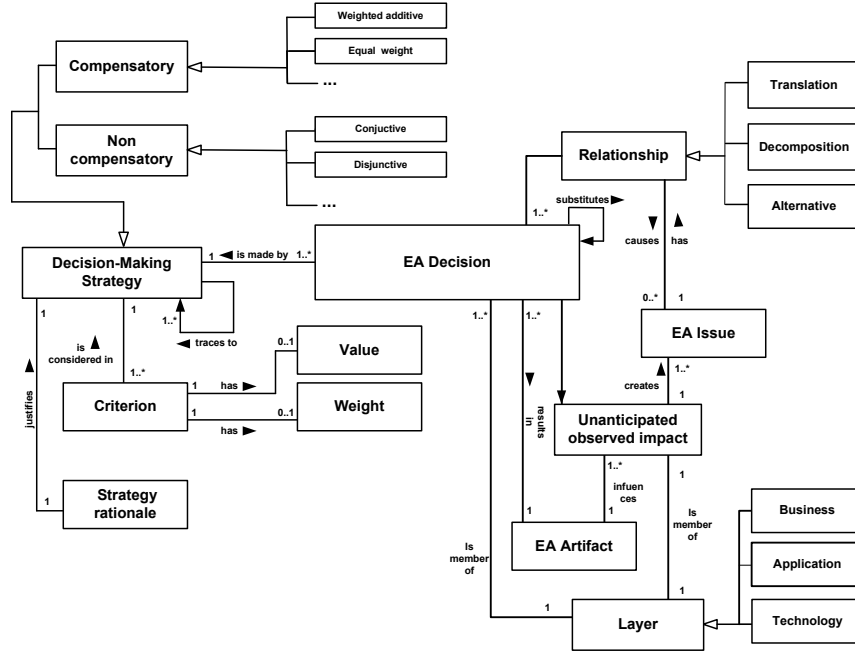 Weighted additive
Equal weight
...
Compensatory
Conjuctive
Disjunctive
...
Non
compensatory
Translation
Decomposition
Alternative
Relationship
1..*
substitutes
causes
has
0..*
1
EA Decision
1
is made by
1..*
Decision-Making
Strategy
1
1
1..*
traces to
is
considered in
1..*
justifies
Criterion
1
has
0..1
Value
1
has
0..1
Weight
1
Strategy
rationale
1..*
1..*
results
in
EA Issue
1..*
creates
1
Unanticipated
observed impact
1..*
infuen
ces
1
1
EA Artifact
1
Is
member
of
1
Is
member
of
1
1
Layer
Business
Application
Technology